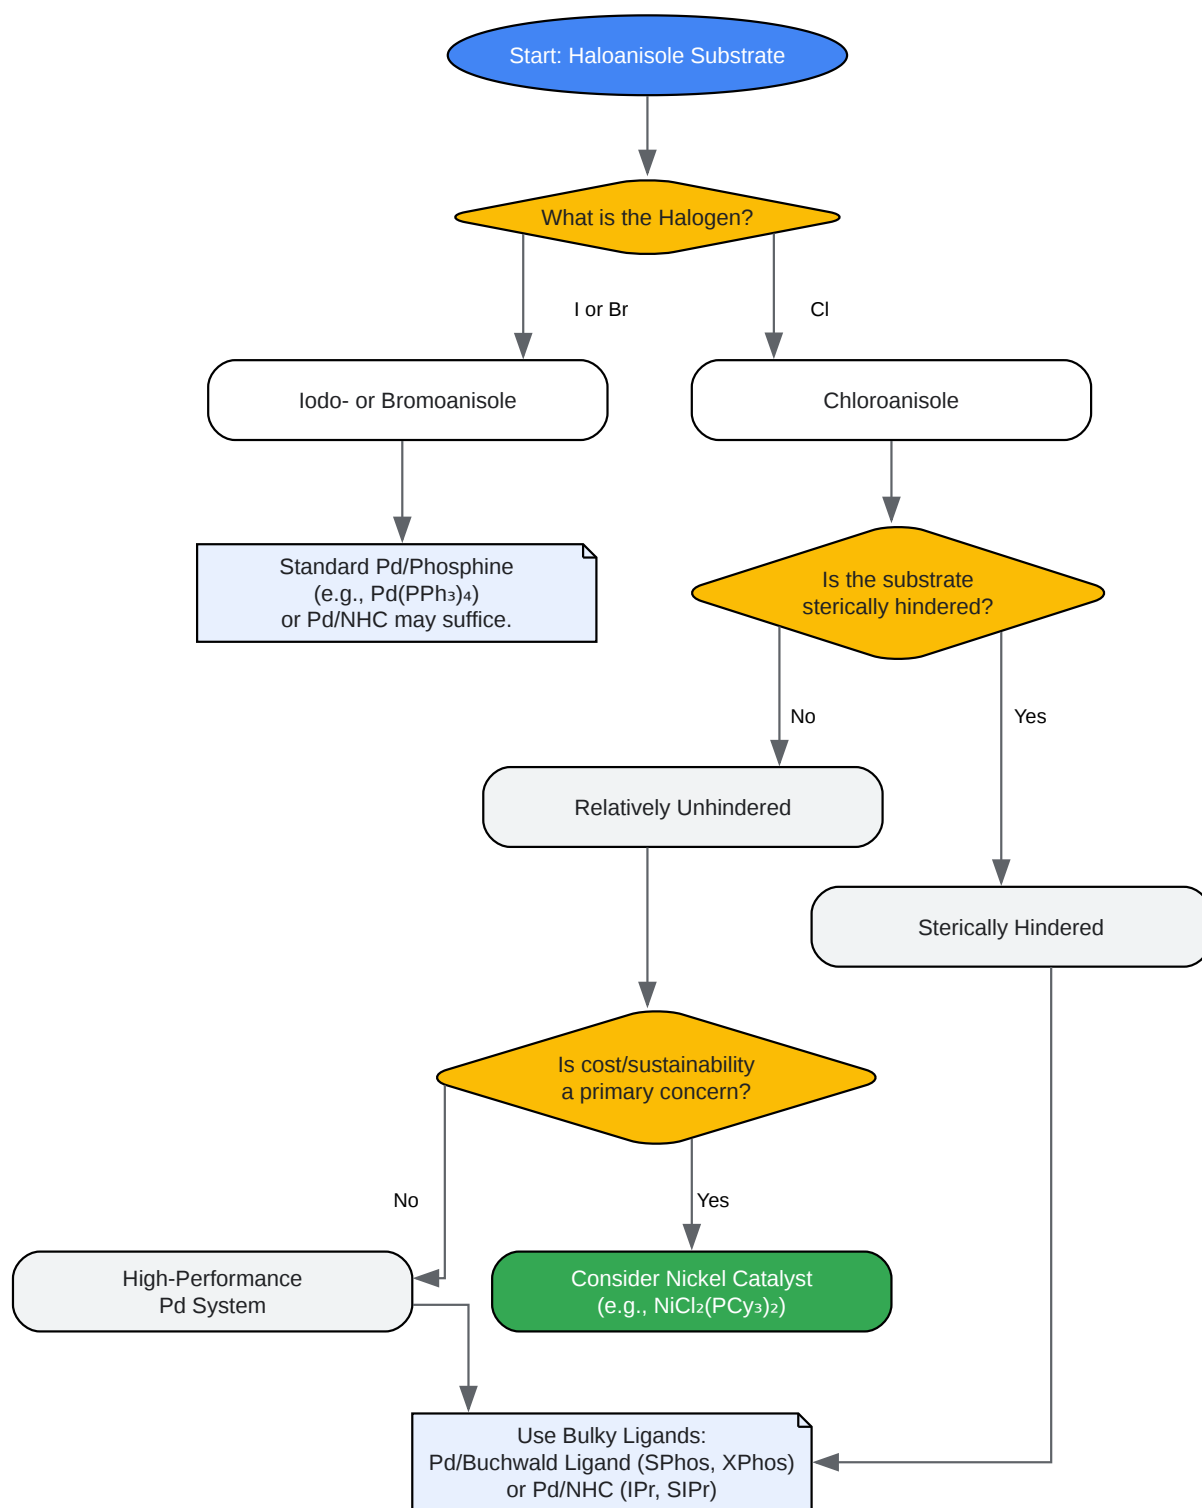 Start: Haloanisole Substrate
What is the Halogen?
I or Br
Cl
Iodo- or Bromoanisole
Chloroanisole
Standard Pd/Phosphine
(e.g., Pd(PPh₃)₄)
or Pd/NHC may suffice.
Is the substrate
sterically hindered?
No
Yes
Relatively Unhindered
Sterically Hindered
Is cost/sustainability
a primary concern?
No
Yes
High-Performance
Pd System
Consider Nickel Catalyst
(e.g., NiCl₂(PCy₃)₂)
Use Bulky Ligands:
Pd/Buchwald Ligand (SPhos, XPhos)
or Pd/NHC (IPr, SIPr)